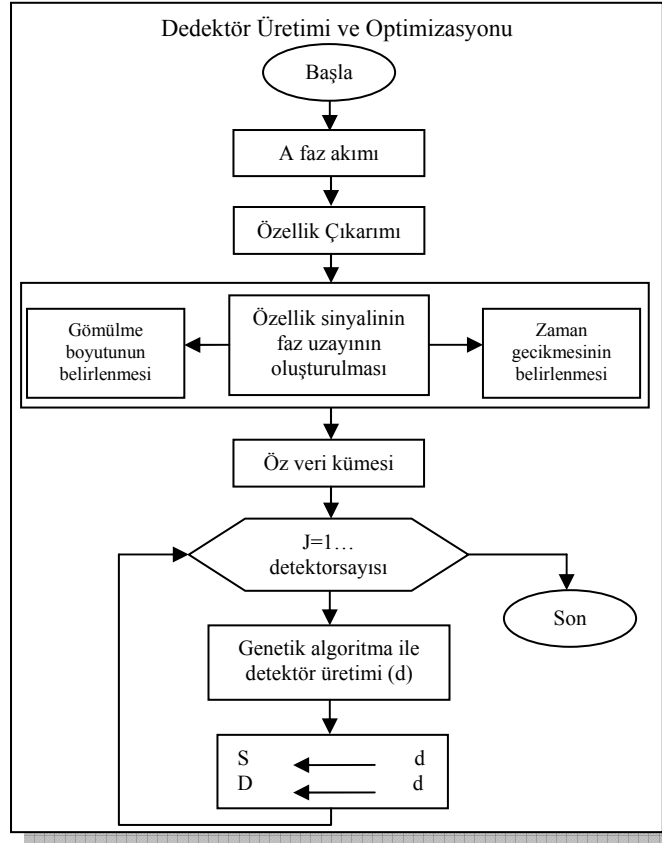 Dedektör Üretimi ve Optimizasyonu
Başla
A faz akımı
Özellik Çıkarımı
Gömülme
boyutunun
belirlenmesi
Özellik sinyalinin
faz uzayının
oluşturulması
Zaman
gecikmesinin
belirlenmesi
Öz veri kümesi
J=1…
detektorsayısı
Son
Genetik algoritma ile
detektör üretimi (d)
S d
D d